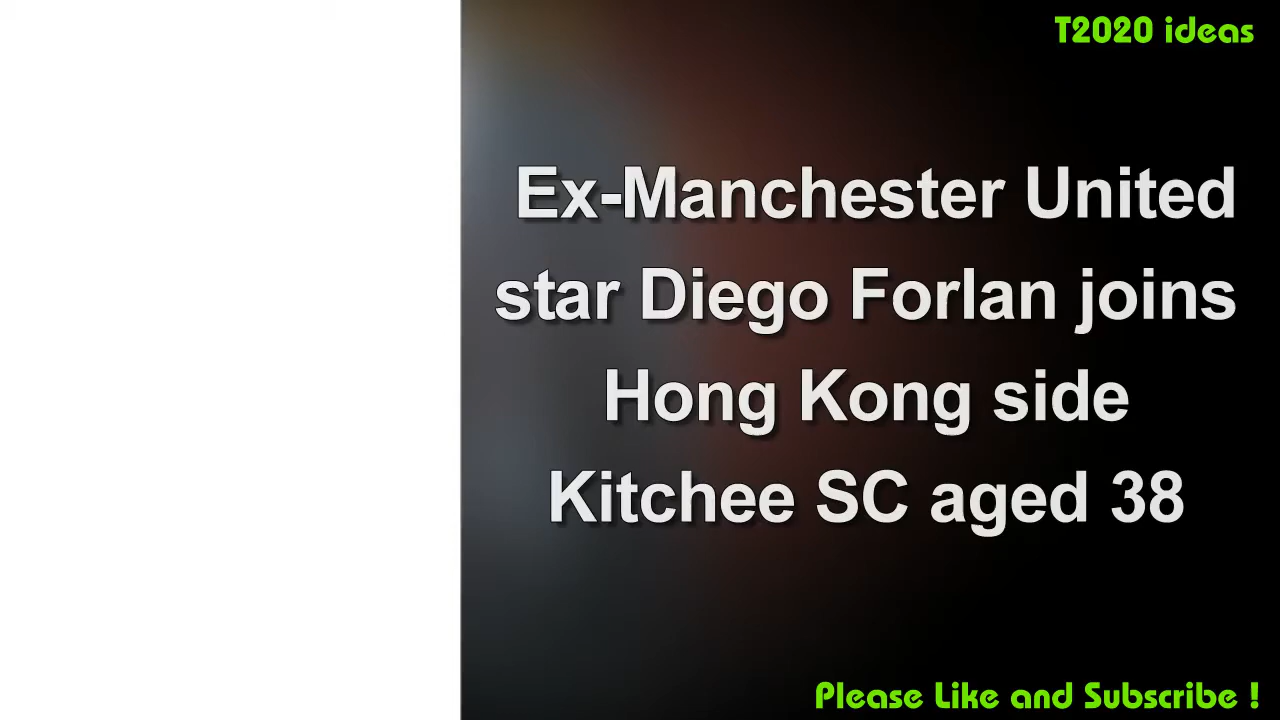 T2020 ideas
Ex-Manchester United
star Diego Forlan joins
Hong Kong side
Kitchee SC aged 38
Please Like and Subscribe !